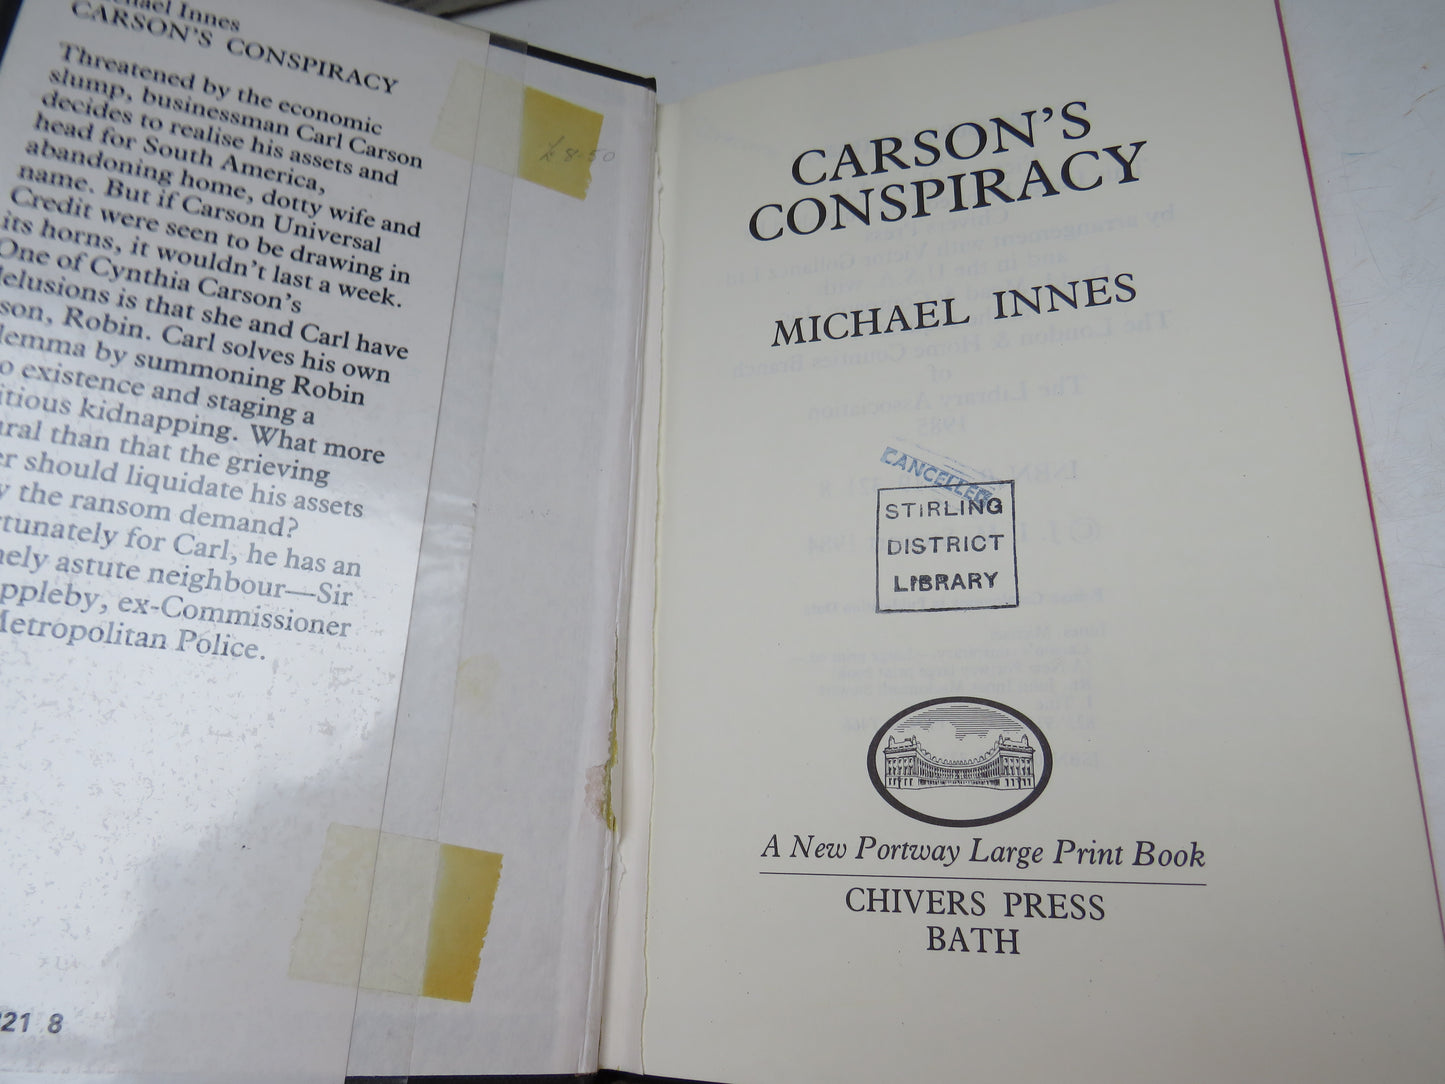 Innes
CARSON'S CONSPIRACY
Threatened by the economic
slump, businessman Carl Carson
decides to realise his assets and
head for South America,
abandoning home, dotty wife and
name. But if Carson Universal
Credit were seen to be drawing in
its horns, it wouldn't last a week.
One of Cynthia Carson's
delusions is that she and Carl have
son, Robin. Carl solves his own
lemma by summoning Robin
o existence and staging a
itious kidnapping. What more
ural than that the grieving
er should liquidate his assets
y the ransom demand?
rtunately for Carl, he has an
nely astute neighbour—Sir
ppleby, ex-Commissioner
Metropolitan Police.
21 8
£8.50
CARSON'S
CONSPIRACY
MICHAEL INNES
CANCELLED
STIRLING
DISTRICT
LIBRARY
A New Portway Large Print Book
CHIVERS PRESS
BATH